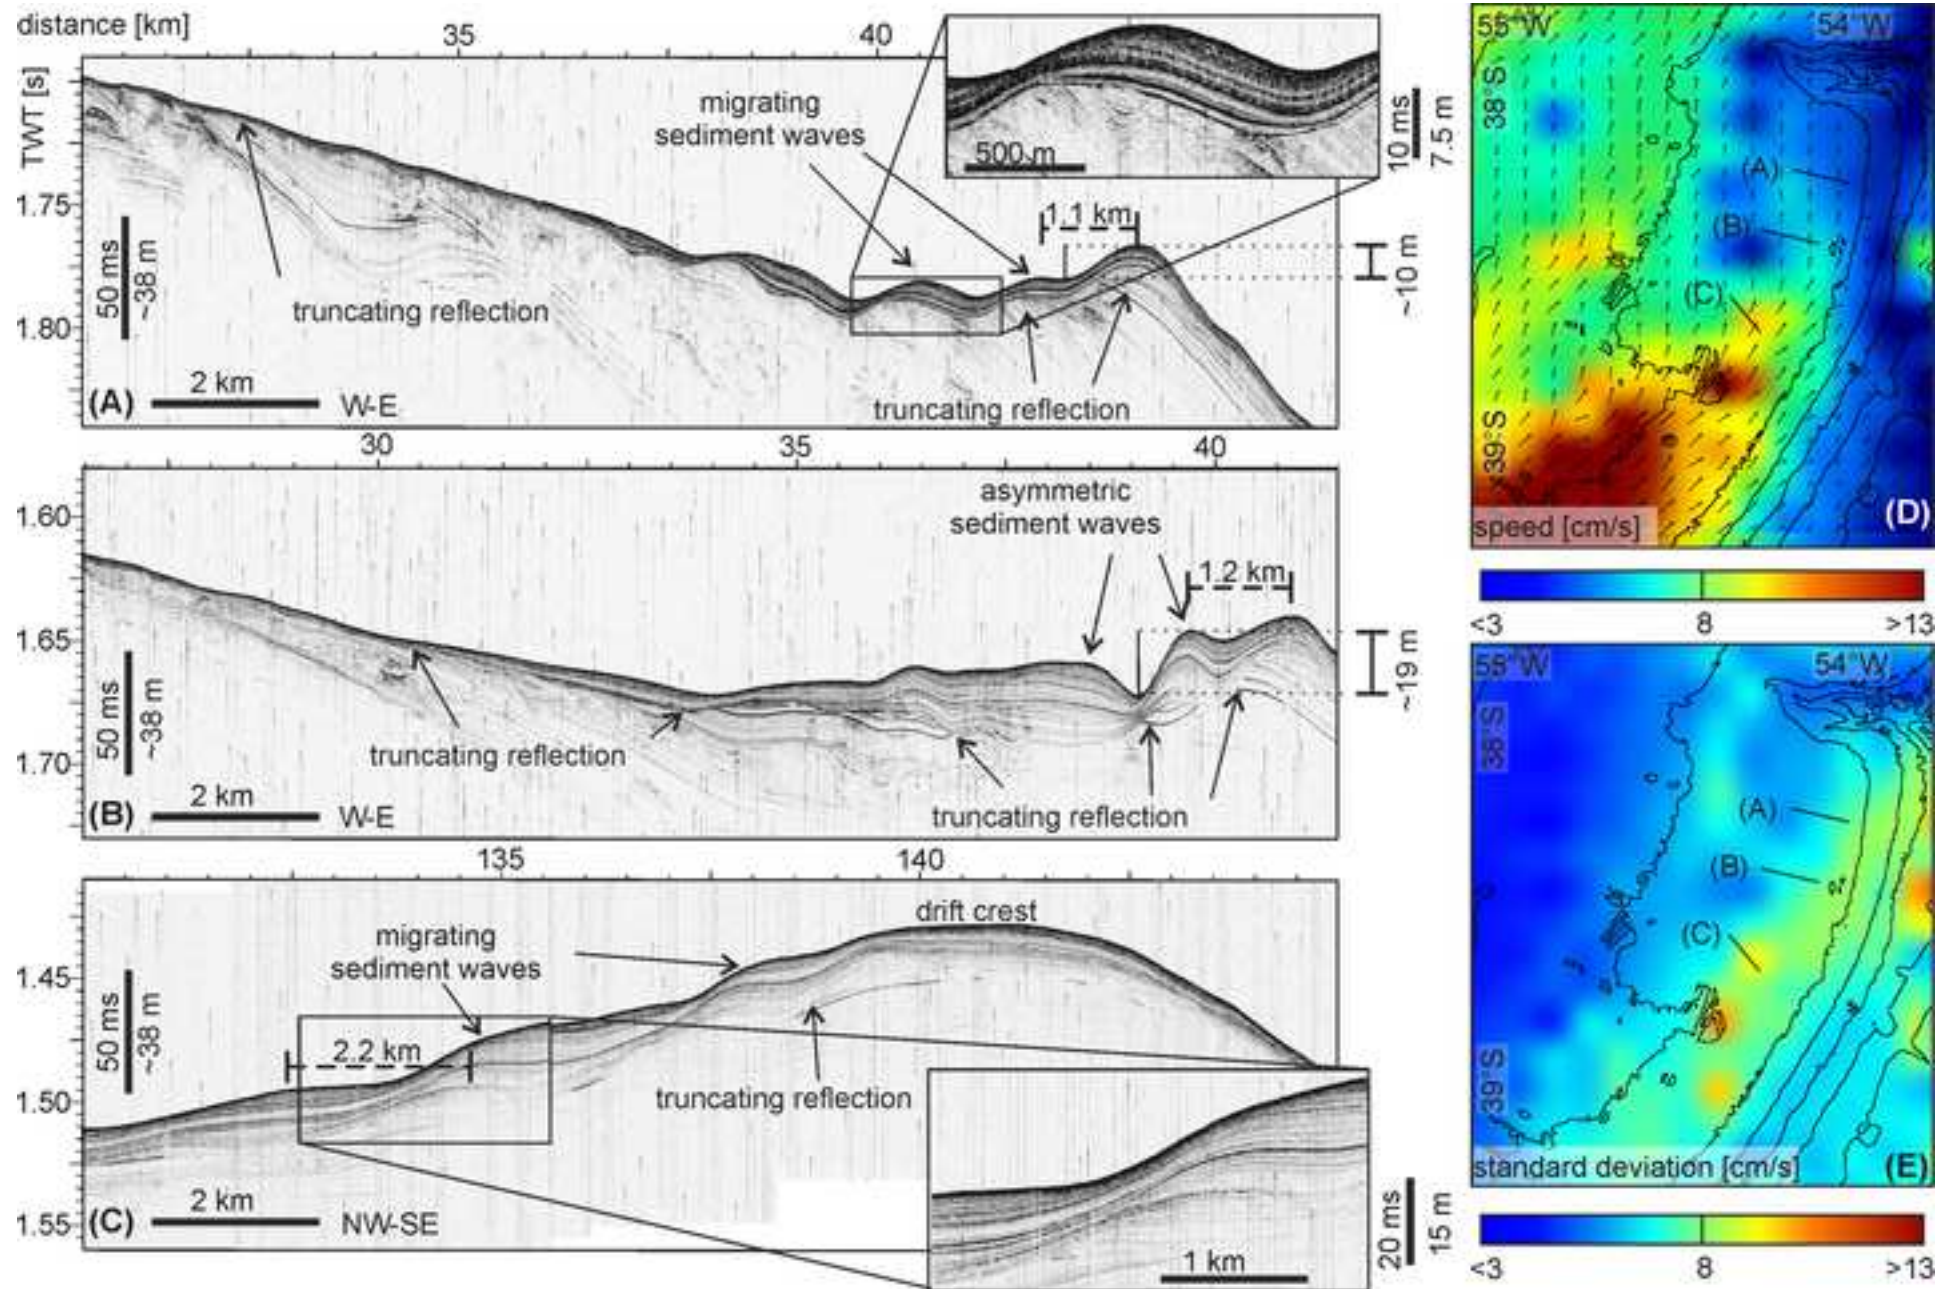 distance [km]
35
40
TWT [s]
1.75
1.80
50 ms
~38 m
migrating
sediment waves
500 m
10 ms
7.5 m
1.1 km
~10 m
truncating reflection
truncating reflection
2 km
(A)
W-E
30
35
40
1.60
1.65
1.70
50 ms
~38 m
asymmetric
sediment waves
1.2 km
~19 m
truncating reflection
truncating reflection
2 km
(B)
W-E
135
140
1.45
1.50
1.55
50 ms
~38 m
drift crest
migrating
sediment waves
2.2 km
truncating reflection
2 km
(C)
NW-SE
1 km
20 ms
15 m
55°W
54°W
38°S
39°S
(A)
(B)
(C)
(D)
speed [cm/s]
<3
8
>13
55°W
54°W
38°S
39°S
(A)
(B)
(C)
standard deviation [cm/s]
(E)
<3
8
>13